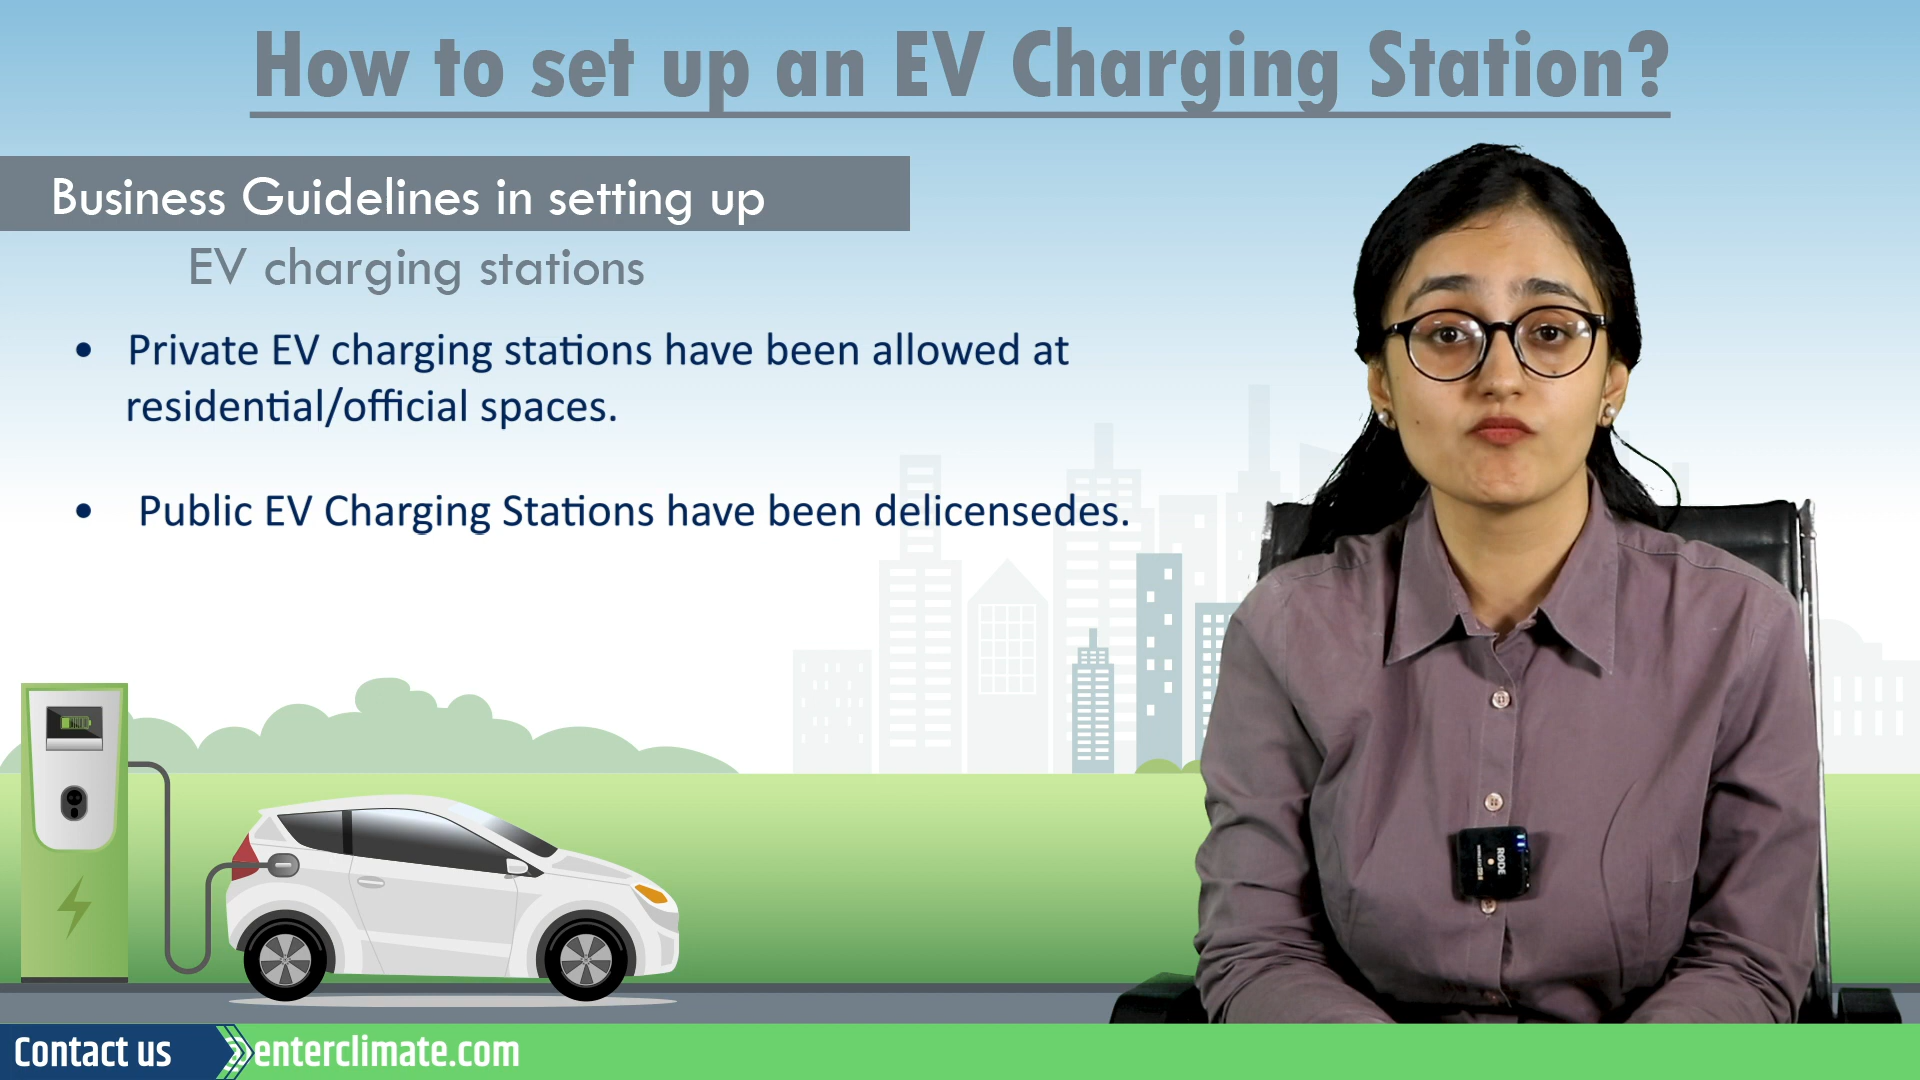 How to set up an EV Charging Station?
Business Guidelines in setting up
EV charging stations
• Private EV charging stations have been allowed at
residential/official spaces.
• Public EV Charging Stations have been delicensedes.
RØDE
Contact us
enterclimate.com